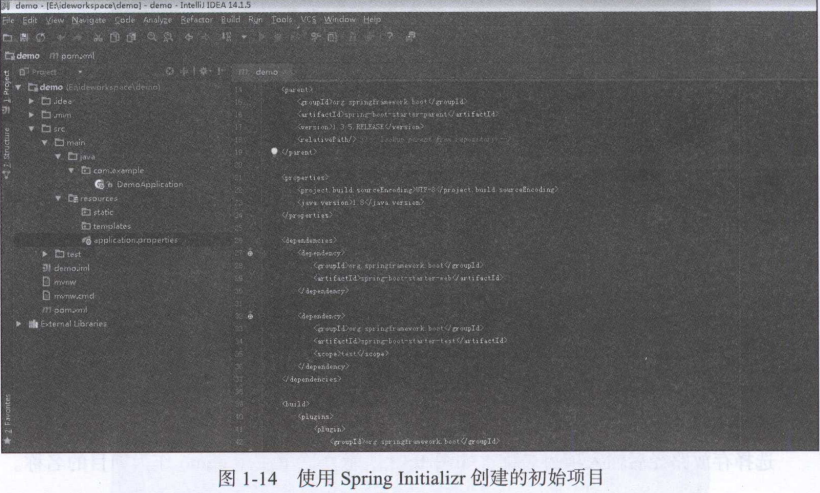 demo - [E:\ideworkspace\demo] - demo - IntelliJ IDEA 14.1.5
File Edit View Navigate Code Analyze Refactor Build Run Tools VCS Window Help
demo pom.xml
Project
demo
1: Project
demo (E:\ideworkspace\demo)
.idea
.mvn
src
main
java
com.example
DemoApplication
resources
static
templates
application.properties
test
demo.iml
mvnw
mvnw.cmd
pom.xml
External Libraries
Structure
2: Favorites
<parent>
<groupId>org.springframework.boot</groupId>
<artifactId>spring-boot-starter-parent</artifactId>
<version>1.3.5.RELEASE</version>
<relativePath/> <!-- lookup parent from repository -->
</parent>
<properties>
<project.build.sourceEncoding>UTF-8</project.build.sourceEncoding>
<java.version>1.8</java.version>
</properties>
<dependencies>
<dependency>
<groupId>org.springframework.boot</groupId>
<artifactId>spring-boot-starter-web</artifactId>
</dependency>
<dependency>
<groupId>org.springframework.boot</groupId>
<artifactId>spring-boot-starter-test</artifactId>
<scope>test</scope>
</dependency>
</dependencies>
<build>
<plugins>
<plugin>
<groupId>org.springframework.boot</groupId>
图 1-14 使用 Spring Initializr 创建的初始项目